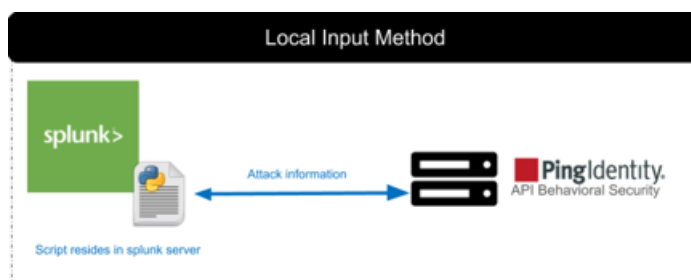 Local Input Method
splunk>
Attack information
PingIdentity.
API Behavioral Security
Script resides in splunk server